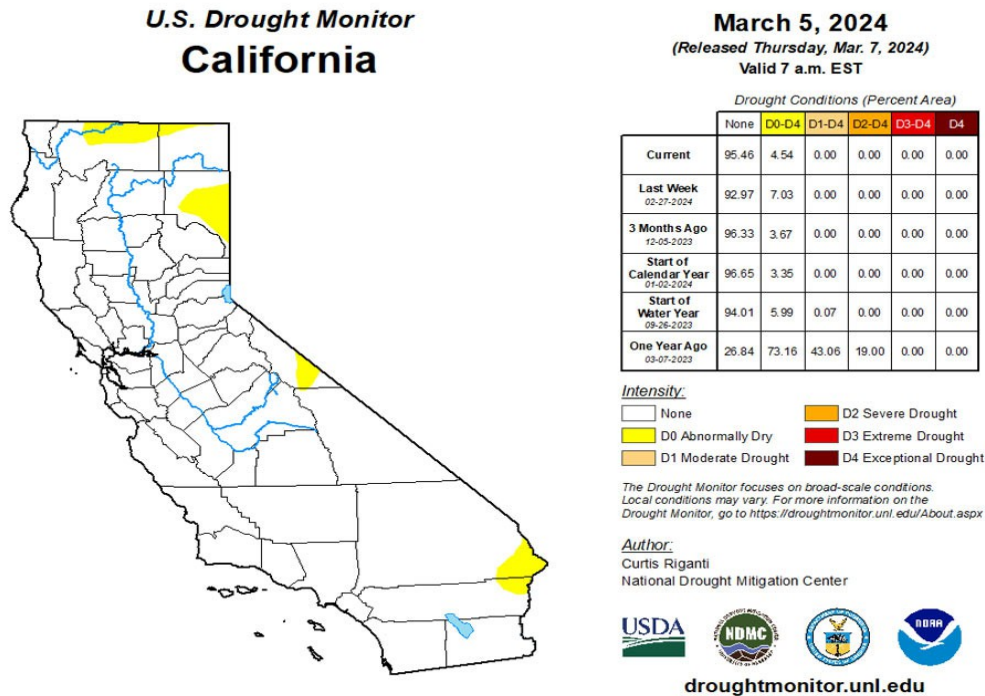 U.S. Drought Monitor
California
March 5, 2024
(Released Thursday, Mar. 7, 2024)
Valid 7 a.m. EST
Drought Conditions (Percent Area)
None D0-D4 D1-D4 D2-D4 D3-D4 D4
Current 95.46 4.54 0.00 0.00 0.00 0.00
Last Week
02-27-2024
92.97 7.03 0.00 0.00 0.00 0.00
3 Months Ago
12-05-2023
96.33 3.67 0.00 0.00 0.00 0.00
Start of
Calendar Year
01-02-2024
96.65 3.35 0.00 0.00 0.00 0.00
Start of
Water Year
09-26-2023
94.01 5.99 0.07 0.00 0.00 0.00
One Year Ago
03-07-2023
26.84 73.16 43.06 19.00 0.00 0.00
Intensity:
None
D0 Abnormally Dry
D1 Moderate Drought
D2 Severe Drought
D3 Extreme Drought
D4 Exceptional Drought
The Drought Monitor focuses on broad-scale conditions.
Local conditions may vary. For more information on the
Drought Monitor, go to https://droughtmonitor.unl.edu/About.aspx
Author:
Curtis Riganti
National Drought Mitigation Center
USDA
NDMC
NOAA
droughtmonitor.unl.edu